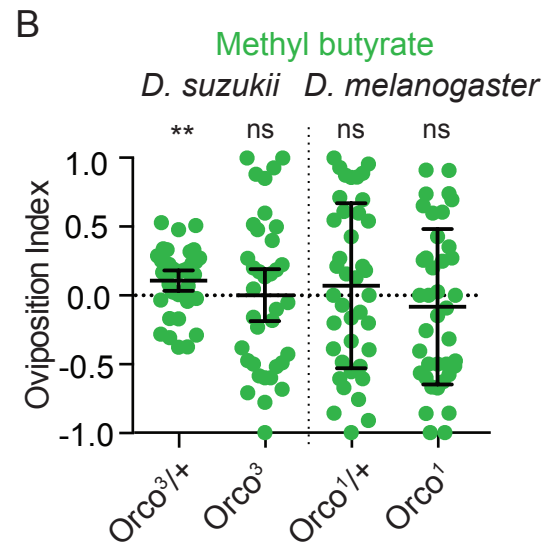 B
Methyl butyrate
D. suzukii D. melanogaster
** ns ns ns
1.0
0.5
0.0
-0.5
-1.0
Oviposition Index
Orco³/+ Orco³ Orco¹/+ Orco¹